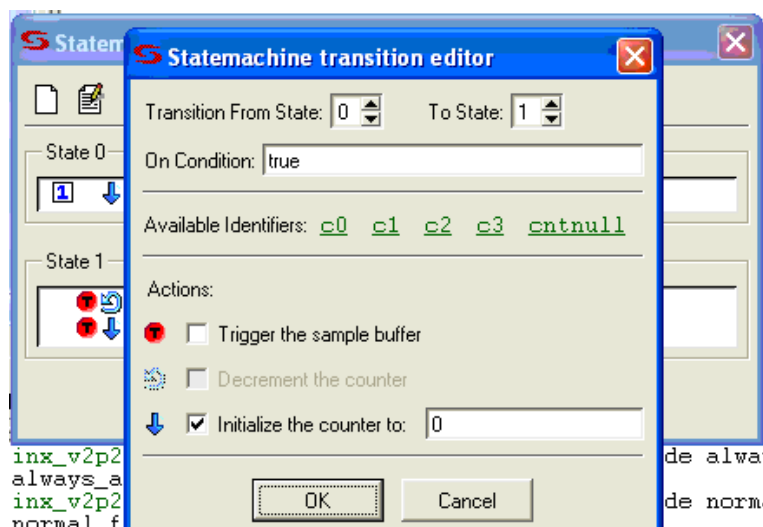 Statem
Statemachine transition editor
Transition From State: 0 To State: 1
State 0
On Condition: true
1
Available Identifiers: c0 c1 c2 c3 cntnull
State 1
Actions:
T
T Trigger the sample buffer
T
Decrement the counter
Initialize the counter to: 0
inx_v2p2 de alwa
always_a
OK Cancel
inx_v2p2 de norm
normal f